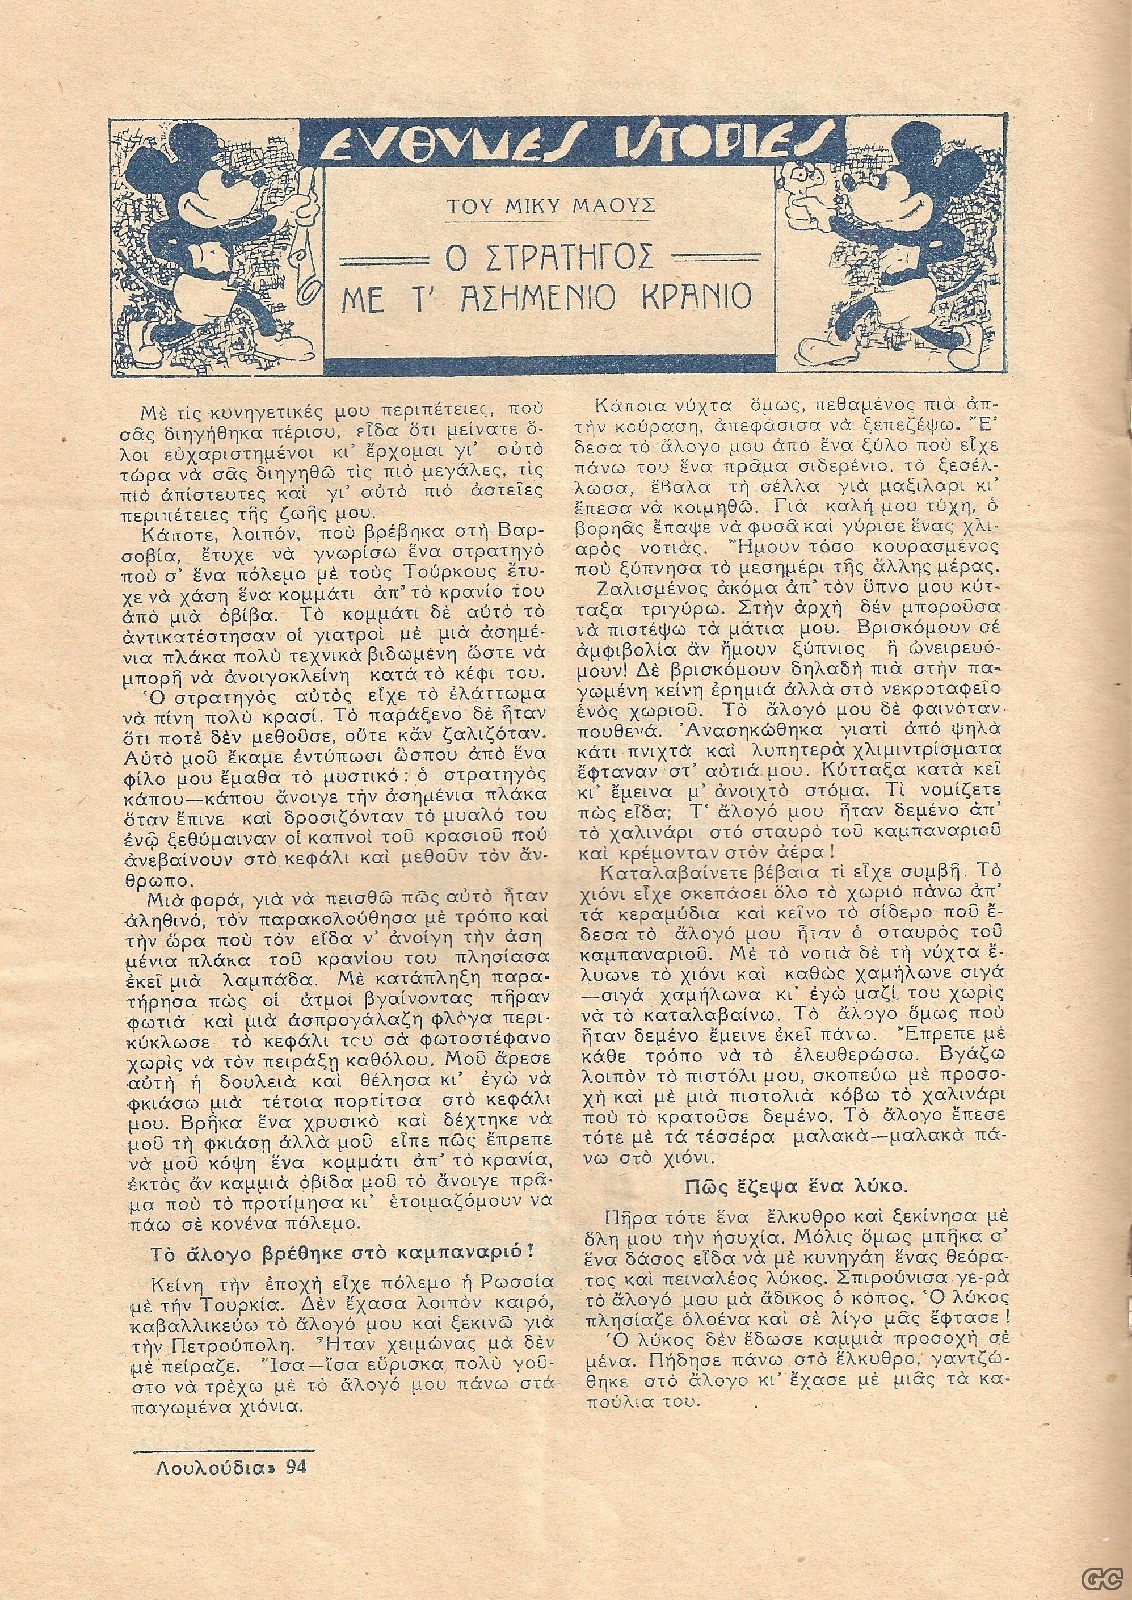 ΕΥΘΥΜΕΣ ΙΣΤΟΡΙΕΣ
ΤΟΥ ΜΙΚΥ ΜΑΟΥΣ
Ο ΣΤΡΑΤΗΓΟΣ
ΜΕ Τ' ΑΣΗΜΕΝΙΟ ΚΡΑΝΙΟ
Μὲ τὶς κυνηγετικές μου περιπέτειες, ποὺ
σᾶς διηγήθηκα πέρισυ, εἶδα ὅτι μείνατε ὅ-
λοι εὐχαριστημένοι κι' ἔρχομαι γι' αὐτὸ
τώρα νὰ σᾶς διηγηθῶ τὶς πιὸ μεγάλες, τὶς
πιὸ ἀπίστευτες καὶ γι' αὐτὸ πιὸ ἀστεῖες
περιπέτειες τῆς ζωῆς μου.
Κάποτε, λοιπόν, ποὺ βρέθηκα στὴ Βαρ-
σοβία, ἔτυχε νὰ γνωρίσω ἕνα στρατηγὸ
ποὺ σ' ἕνα πόλεμο μὲ τοὺς Τούρκους ἔτυ-
χε νὰ χάσῃ ἕνα κομμάτι ἀπ' τὸ κρανίο του
ἀπὸ μιὰ ὀβίβα. Τὸ κομμάτι δὲ αὐτὸ τὸ
ἀντικατέστησαν οἱ γιατροὶ μὲ μιὰ ἀσημέ-
νια πλάκα πολὺ τεχνικὰ βιδωμένη ὥστε νὰ
μπορῇ νὰ ἀνοιγοκλείνῃ κατὰ τὸ κέφι του.
Ὁ στρατηγὸς αὐτὸς εἶχε τὸ ἐλάττωμα
νὰ πίνῃ πολὺ κρασί. Τὸ παράξενο δὲ ἦταν
ὅτι ποτὲ δὲν μεθοῦσε, οὔτε κἂν ζαλιζόταν.
Αὐτὸ μοῦ ἔκαμε ἐντύπωσι ὥσπου ἀπὸ ἕνα
φίλο μου ἔμαθα τὸ μυστικό: ὁ στρατηγὸς
κάπου—κάπου ἄνοιγε τὴν ἀσημένια πλάκα
ὅταν ἔπινε καὶ δροσιζόνταν τὸ μυαλό του
ἐνῷ ξεθύμαιναν οἱ καπνοὶ τοῦ κρασιοῦ ποὺ
ἀνεβαίνουν στὸ κεφάλι καὶ μεθοῦν τὸν ἄν-
θρωπο.
Μιὰ φορά, γιὰ νὰ πεισθῶ πῶς αὐτὸ ἦταν
ἀληθινό, τὸν παρακολούθησα μὲ τρόπο καὶ
τὴν ὥρα ποὺ τὸν εἶδα ν' ἀνοίγῃ τὴν ἀση
μένια πλάκα τοῦ κρανίου του πλησίασα
ἐκεῖ μιὰ λαμπάδα. Μὲ κατάπληξη παρα-
τήρησα πὼς οἱ ἀτμοὶ βγαίνοντας πῆραν
φωτιὰ καὶ μιὰ ἀσπρογάλαζη φλόγα περι-
κύκλωσε τὸ κεφάλι του σὰ φωτοστέφανο
χωρὶς νὰ τὸν πειράξῃ καθόλου. Μοῦ ἄρεσε
αὐτὴ ἡ δουλειὰ καὶ θέλησα κι' ἐγὼ νὰ
φκιάσω μιὰ τέτοια πορτίτσα στὸ κεφάλι
μου. Βρῆκα ἕνα χρυσικὸ καὶ δέχτηκε νὰ
μοῦ τὴ φκιάσῃ ἀλλὰ μοῦ εἶπε πῶς ἔπρεπε
νὰ μοῦ κόψῃ ἕνα κομμάτι ἀπ' τὸ κρανία,
ἐκτὸς ἂν καμμιὰ ὀβίδα μοῦ τὸ ἄνοιγε πρᾶ-
μα ποὺ τὸ προτίμησα κι' ἑτοιμαζόμουν να
πάω σὲ κονένα πόλεμο.
Τὸ ἄλογο βρέθηκε στὸ καμπαναριό!
Κείνη τὴν ἐποχὴ εἶχε πόλεμο ἡ Ρωσσία
μὲ τὴν Τουρκία. Δὲν ἔχασα λοιπὸν καιρό,
καβαλλικεύω τὸ ἄλογό μου καὶ ξεκινῶ γιὰ
τὴν Πετρούπολη. Ἦταν χειμώνας μὰ δὲν
μὲ πείραζε. Ἴσα—ἴσα εὕρισκα πολὺ γοῦ-
στο νὰ τρέχω μὲ τὸ ἄλογό μου πάνω στὰ
παγωμένα χιόνια.
Λουλούδια» 94
Κάποια νύχτα ὅμως, πεθαμένος πιὰ ἀπ-
τὴν κούραση, ἀπεφάσισα νὰ ξεπεζέψω. Ἔ-
δεσα τὸ ἄλογο μου ἀπὸ ἕνα ξύλο ποὺ εἶχε
πάνω του ἕνα πρᾶμα σιδερένιο, τὸ ξεσέλ-
λωσα, ἔβαλα τὴ σέλλα γιὰ μαξιλάρι κι'
ἔπεσα νὰ κοιμηθῶ. Γιὰ καλή μου τύχη, ὁ
βορηᾶς ἔπαψε νὰ φυσᾶ καὶ γύρισε ἕνας χλι-
αρὸς νοτιάς. Ἤμουν τόσο κουρασμένος
ποὺ ξύπνησα τὸ μεσημέρι τῆς ἄλλης μέρας.
Ζαλισμένος ἀκόμα ἀπ' τὸν ὕπνο μου κύτ-
ταξα τριγύρω. Στὴν ἀρχὴ δέν μποροῦσα
νὰ πιστέψω τὰ μάτια μου. Βρισκόμουν σέ
ἀμφιβολία ἂν ἤμουν ξύπνιος ἢ ὠνειρευό-
μουν! Δὲ βρισκόμουν δηλαδὴ πιὰ στὴν πα-
γωμένη κείνη ἐρημιὰ ἀλλὰ στὸ νεκροταφεῖο
ἑνὸς χωριοῦ. Τὸ ἄλογό μου δὲ φαινόταν
πουθενά. Ἀνασηκώθηκα γιατὶ ἀπὸ ψηλὰ
κάτι πνιχτὰ καὶ λυπητερὰ χλιμιντρίσματα
ἔφταναν στ' αὐτιά μου. Κύτταξα κατὰ κεῖ
κι' ἔμεινα μ' ἀνοιχτὸ στόμα. Τὶ νομίζετε
πὼς εἶδα; Τ' ἄλογό μου ἦταν δεμένο ἀπ'
τὸ χαλινάρι στό σταυρὸ τοῦ καμπαναριοῦ
καὶ κρέμονταν στὸν ἀέρα!
Καταλαβαίνετε βέβαια τὶ εἶχε συμβῆ. Τὸ
χιόνι εἶχε σκεπάσει ὅλο τὸ χωριὸ πάνω ἀπ'
τά κεραμύδια καὶ κεῖνο τὸ σίδερο ποῦ ἔ-
δεσα τὸ ἄλογό μου ἦταν ὁ σταυρὸς τοῦ
καμπαναριοῦ. Μὲ τὸ νοτιὰ δὲ τὴ νύχτα ἔ-
λυωνε τὸ χιόνι καὶ καθὼς χαμήλωνε σιγά
—σιγά χαμήλωνα κι' ἐγὼ μαζί του χωρὶς
νὰ τὸ καταλαβαίνω. Τὸ ἄλογο ὅμως ποὺ
ἦταν δεμένο ἔμεινε ἐκεῖ πάνω. Ἔπρεπε μὲ
κάθε τρόπο νὰ τὸ ἐλευθερώσω. Βγάζω
λοιπὸν τὸ πιστόλι μου, σκοπεύω μὲ προσο-
χὴ καὶ μὲ μιὰ πιστολιὰ κόβω τὸ χαλινάρι
ποὺ τὸ κρατοῦσε δεμένο. Τὸ ἄλογο ἔπεσε
τότε μὲ τά τέσσερα μαλακὰ—μαλακὰ πά-
νω στὸ χιόνι.
Πῶς ἔζεψα ἕνα λύκο.
Πῆρα τότε ἕνα ἔλκυθρο καὶ ξεκίνησα μὲ
ὅλη μου τὴν ἡσυχία. Μόλις ὅμως μπῆκα σ'
ἕνα δάσος εἶδα νὰ μὲ κυνηγάῃ ἕνας θεόρα-
τος καὶ πειναλέος λύκος. Σπιρούνισα γε-ρὰ
τὸ ἄλογό μου μὰ ἄδικος ὁ κόπος. Ὁ λύκος
πλησίαζε ὁλοένα καὶ σὲ λίγο μᾶς ἔφτασε!
Ὁ λύκος δὲν ἔδωσε καμμιὰ προσοχὴ σὲ
μένα. Πήδησε πάνω στὸ ἔλκυθρο, γαντζώ-
θηκε στὸ ἄλογο κι' ἔχασε μὲ μιᾶς τὰ κα-
πούλια του.
GC